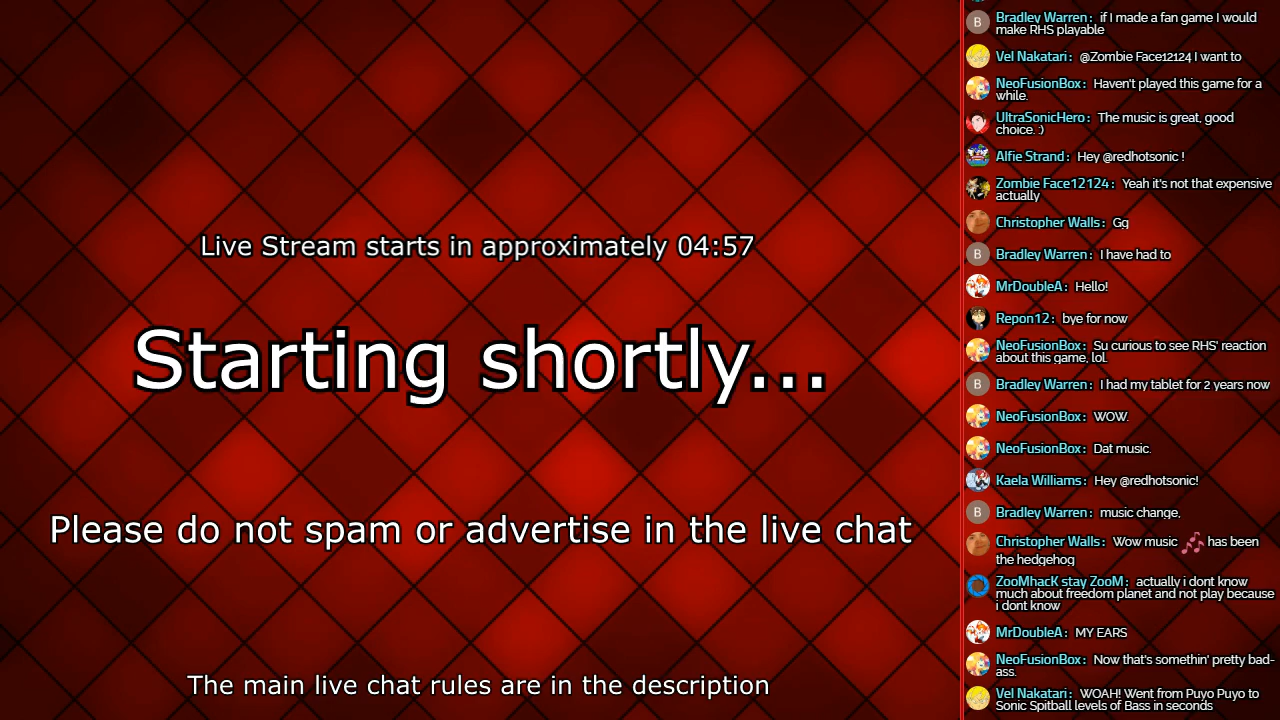 Live Stream starts in approximately 04:57
Starting shortly...
Please do not spam or advertise in the live chat
The main live chat rules are in the description
B
Bradley Warren: if I made a fan game I would
make RHS playable
Vel Nakatari: @Zombie Face12124 I want to
NeoFusionBox: Haven't played this game for a
while.
UltraSonicHero: The music is great, good
choice. :)
Alfie Strand: Hey @redhotsonic !
Zombie Face12124: Yeah it's not that expensive
actually
Christopher Walls: Gg
B
Bradley Warren: I have had to
MrDoubleA: Hello!
Repon12: bye for now
NeoFusionBox: Su curious to see RHS' reaction
about this game, lol.
B
Bradley Warren: I had my tablet for 2 years now
NeoFusionBox: WOW.
NeoFusionBox: Dat music.
Kaela Williams: Hey @redhotsonic!
B
Bradley Warren: music change,
Christopher Walls: Wow music 🎶 has been
the hedgehog
ZooMhacK stay ZooM: actually i dont know
much about freedom planet and not play because
i dont know
MrDoubleA: MY EARS
NeoFusionBox: Now that's somethin' pretty bad-
ass.
Vel Nakatari: WOAH! Went from Puyo Puyo to
Sonic Spitball levels of Bass in seconds